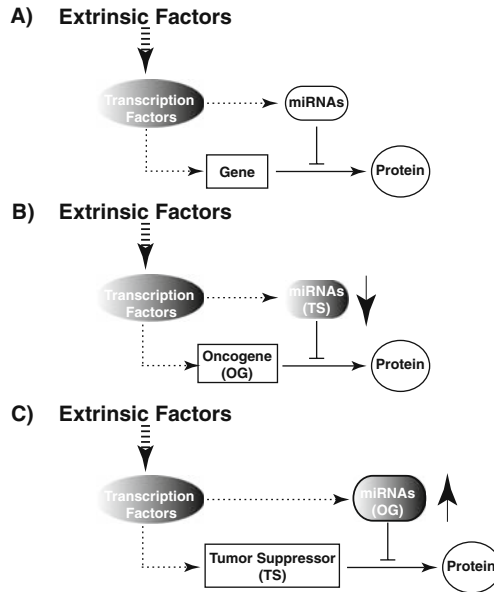 A) Extrinsic Factors
Transcription
Factors
miRNAs
Gene
Protein
B) Extrinsic Factors
Transcription
Factors
miRNAs
(TS)
Oncogene
(OG)
Protein
C) Extrinsic Factors
Transcription
Factors
miRNAs
(OG)
Tumor Suppressor
(TS)
Protein